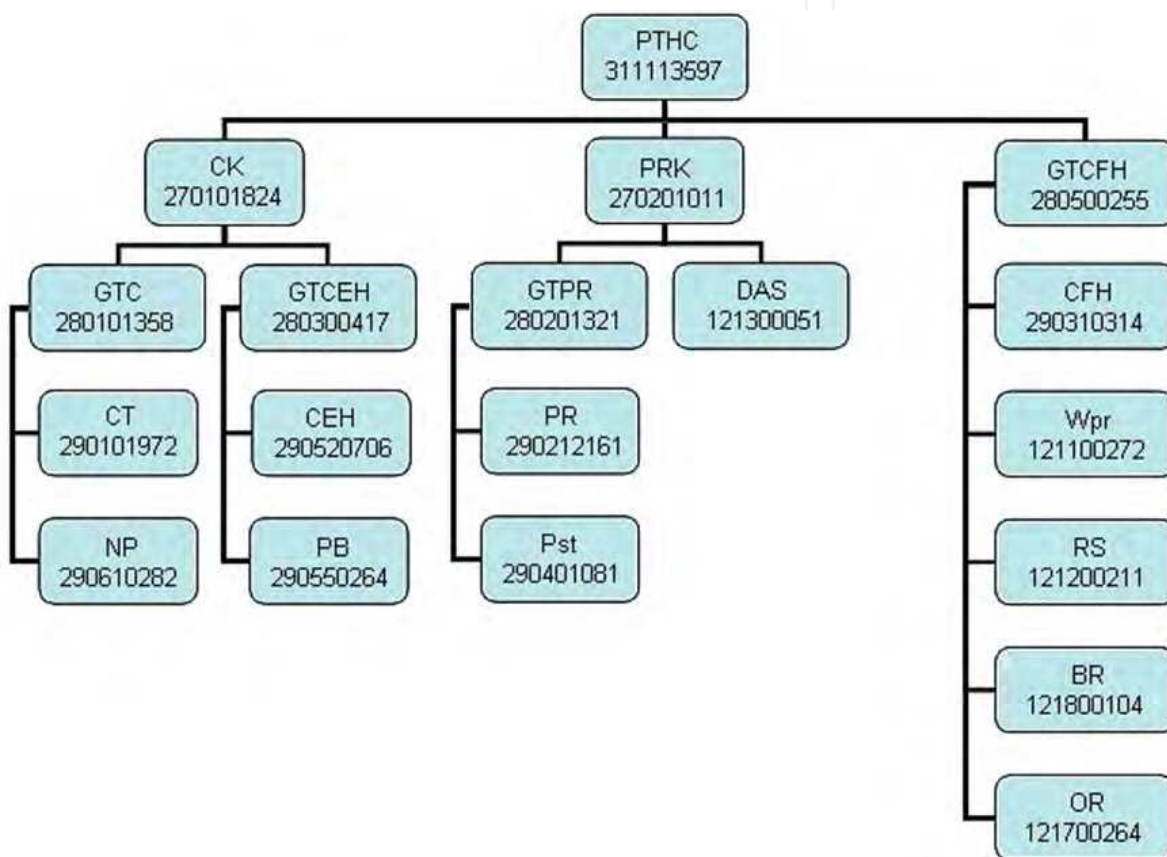 PTHC
311113597
CK
270101824
PRK
270201011
GTCFH
280500255
GTC
280101358
GTCEH
280300417
GTPR
280201321
DAS
121300051
CFH
290310314
CT
290101972
CEH
290520706
PR
290212161
Wpr
121100272
NP
290610282
PB
290550264
Pst
290401081
RS
121200211
BR
121800104
OR
121700264